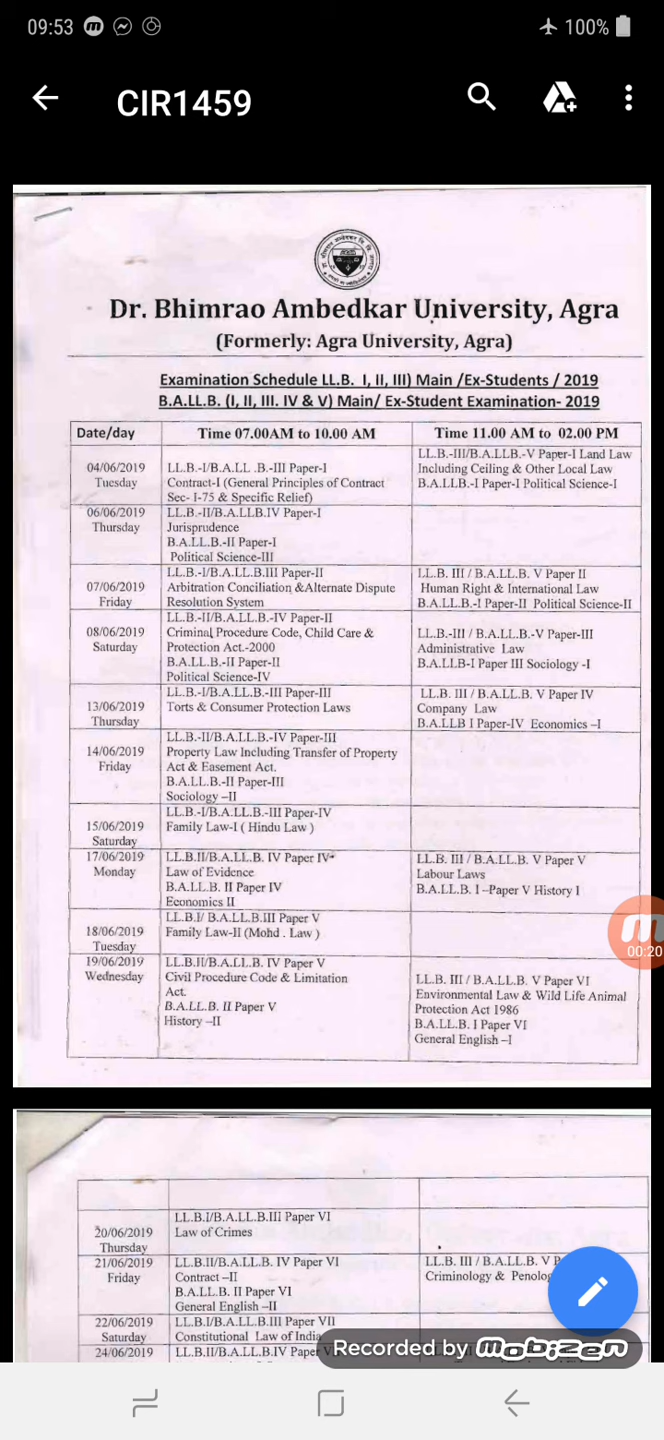 09:53
100%
CIR1459
Dr. Bhimrao Ambedkar University, Agra
(Formerly: Agra University, Agra)
Examination Schedule LL.B. I, II, III) Main /Ex-Students / 2019
B.A.LL.B. (I, II, III. IV & V) Main/ Ex-Student Examination- 2019
Date/day
Time 07.00AM to 10.00 AM
Time 11.00 AM to 02.00 PM
04/06/2019
Tuesday
LL.B.-I/B.A.LL .B.-III Paper-I
Contract-I (General Principles of Contract
Sec- I-75 & Specific Relief)
LL.B.-III/B.A.LLB.-V Paper-I Land Law
Including Ceiling & Other Local Law
B.A.LLB.-I Paper-I Political Science-I
06/06/2019
Thursday
LL.B.-II/B.A.LLB.IV Paper-I
Jurisprudence
B.A.LL.B.-II Paper-I
Political Science-III
07/06/2019
Friday
LL.B.-I/B.A.LL.B.III Paper-II
Arbitration Conciliation &Alternate Dispute
Resolution System
LL.B. III / B.A.LL.B. V Paper II
Human Right & International Law
B.A.LL.B.-I Paper-II Political Science-II
08/06/2019
Saturday
LL.B.-II/B.A.LL.B.-IV Paper-II
Criminal Procedure Code, Child Care &
Protection Act.-2000
B.A.LL.B.-II Paper-II
Political Science-IV
LL.B.-III / B.A.LL.B.-V Paper-III
Administrative Law
B.A.LLB-I Paper III Sociology -I
13/06/2019
Thursday
LL.B.-I/B.A.LL.B.-III Paper-III
Torts & Consumer Protection Laws
LL.B. III / B.A.LL.B. V Paper IV
Company Law
B.A.LLB I Paper-IV Economics –I
14/06/2019
Friday
LL.B.-II/B.A.LL.B.-IV Paper-III
Property Law Including Transfer of Property
Act & Easement Act.
B.A.LL.B.-II Paper-III
Sociology –II
15/06/2019
Saturday
LL.B.-I/B.A.LL.B.-III Paper-IV
Family Law-I ( Hindu Law )
17/06/2019
Monday
LL.B.II/B.A.LL.B. IV Paper IV
Law of Evidence
B.A.LL.B. II Paper IV
Economics II
LL.B. III / B.A.LL.B. V Paper V
Labour Laws
B.A.LL.B. I –Paper V History I
18/06/2019
Tuesday
LL.B.I/ B.A.LL.B.III Paper V
Family Law-II (Mohd . Law )
00:20
19/06/2019
Wednesday
LL.B.II/B.A.LL.B. IV Paper V
Civil Procedure Code & Limitation
Act.
B.A.LL.B. II Paper V
History –II
LL.B. III / B.A.LL.B. V Paper VI
Environmental Law & Wild Life Animal
Protection Act 1986
B.A.LL.B. I Paper VI
General English –I
20/06/2019
Thursday
LL.B.I/B.A.LL.B.III Paper VI
Law of Crimes
21/06/2019
Friday
LL.B.II/B.A.LL.B. IV Paper VI
Contract –II
B.A.LL.B. II Paper VI
General English –II
LL.B. III / B.A.LL.B. V P
Criminology & Penolog
22/06/2019
Saturday
LL.B.I/B.A.LL.B.III Paper VII
Constitutional Law of India
24/06/2019
LL.B.II/B.A.LL.B.IV Paper
Recorded by Mobizen